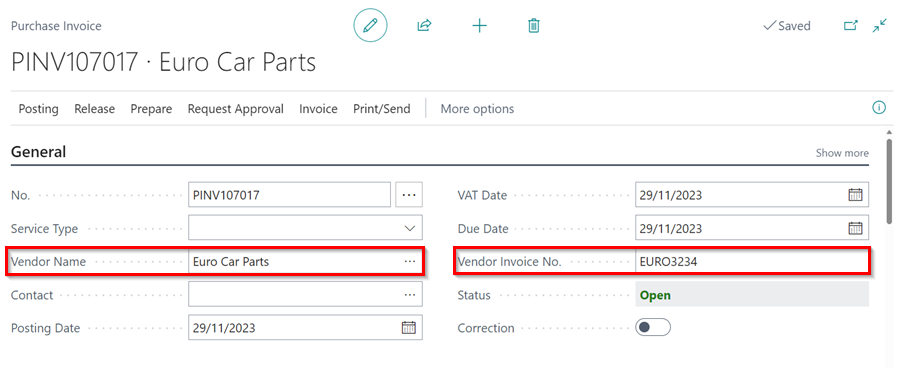 Purchase Invoice
Saved
PINV107017 · Euro Car Parts
Posting Release Prepare Request Approval Invoice Print/Send More options
General Show more
No. PINV107017 ...
VAT Date 29/11/2023
Service Type
Due Date 29/11/2023
Vendor Name Euro Car Parts ...
Vendor Invoice No. EURO3234
Contact ...
Status Open
Posting Date 29/11/2023
Correction